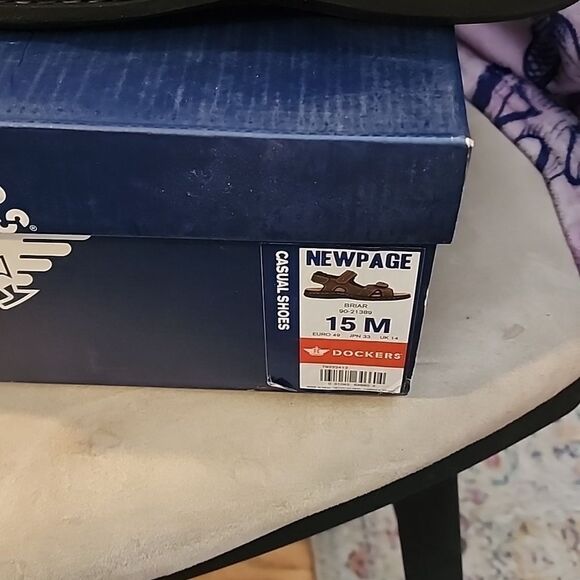 CASUAL SHOES
NEWPAGE
BRIAR
90-21389
15 M
EURO 49 JPN 33 UK 14
DOCKERS